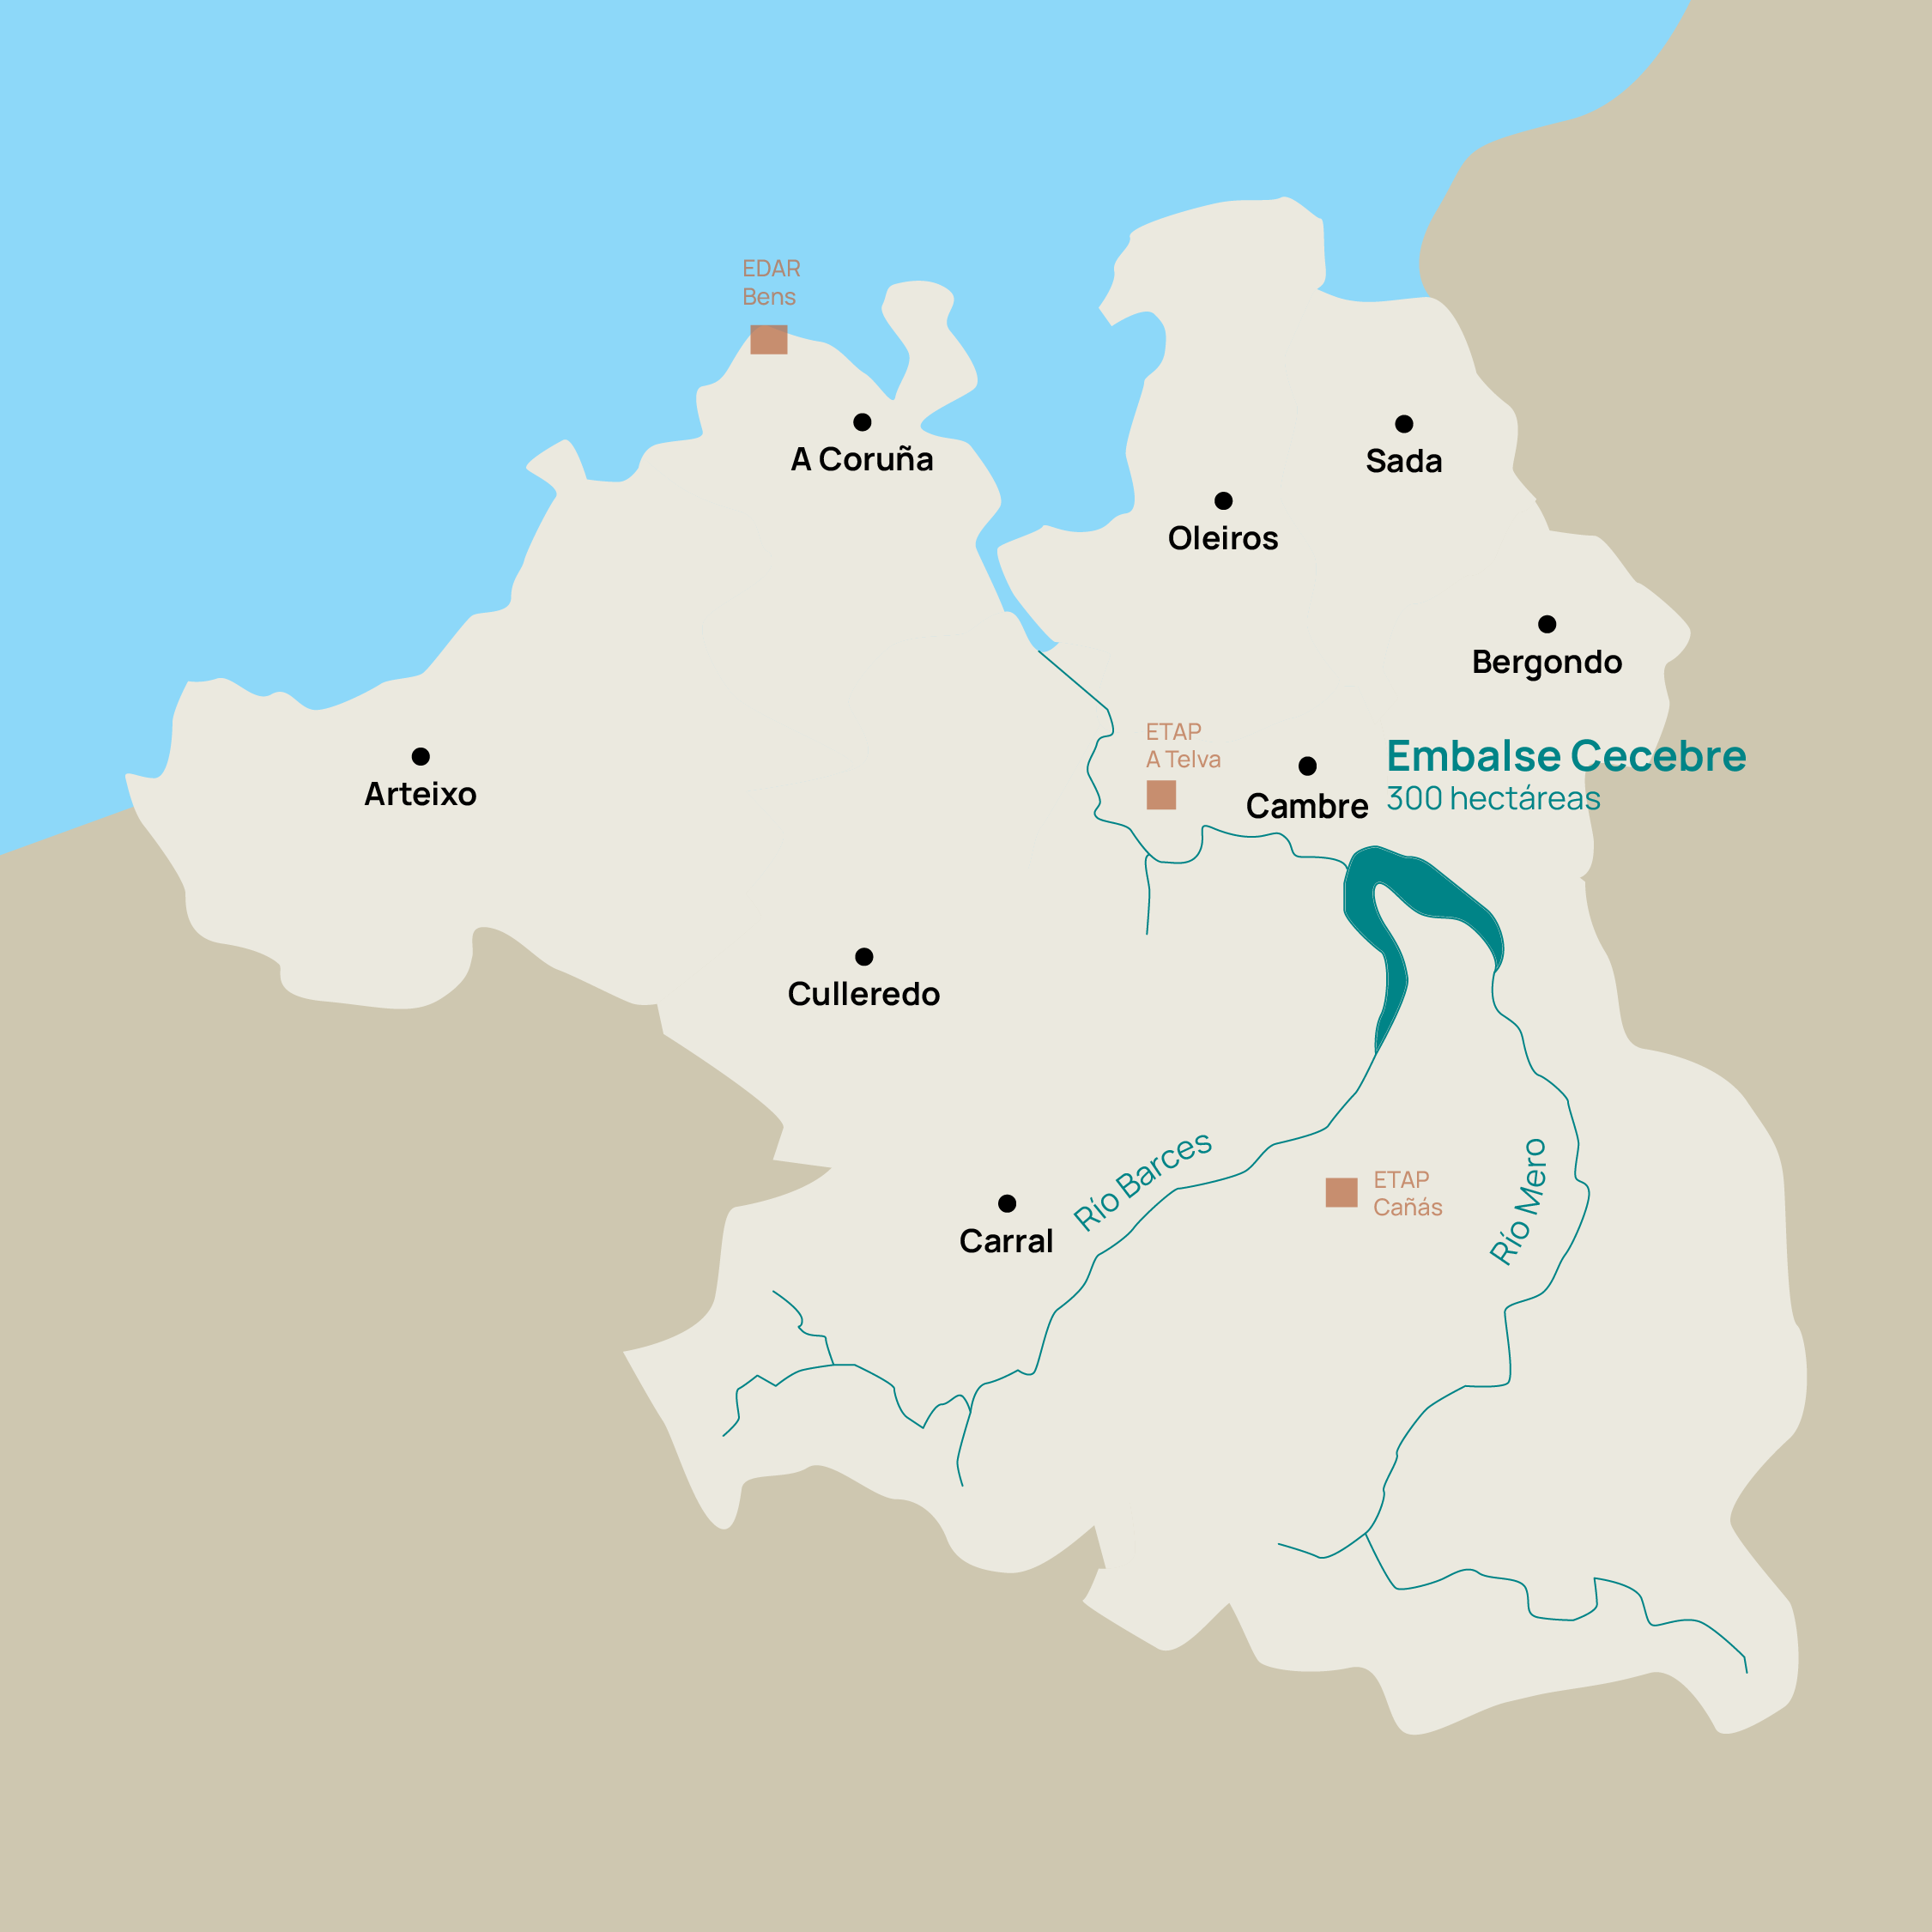 EDAR
Bens
A Coruña
Sada
Oleiros
Bergondo
ETAP
A Telva
Embalse Cecebre
300 hectáreas
Arteixo
Cambre
Culleredo
Río Barces
Río Mero
ETAP
Cañás
Carral